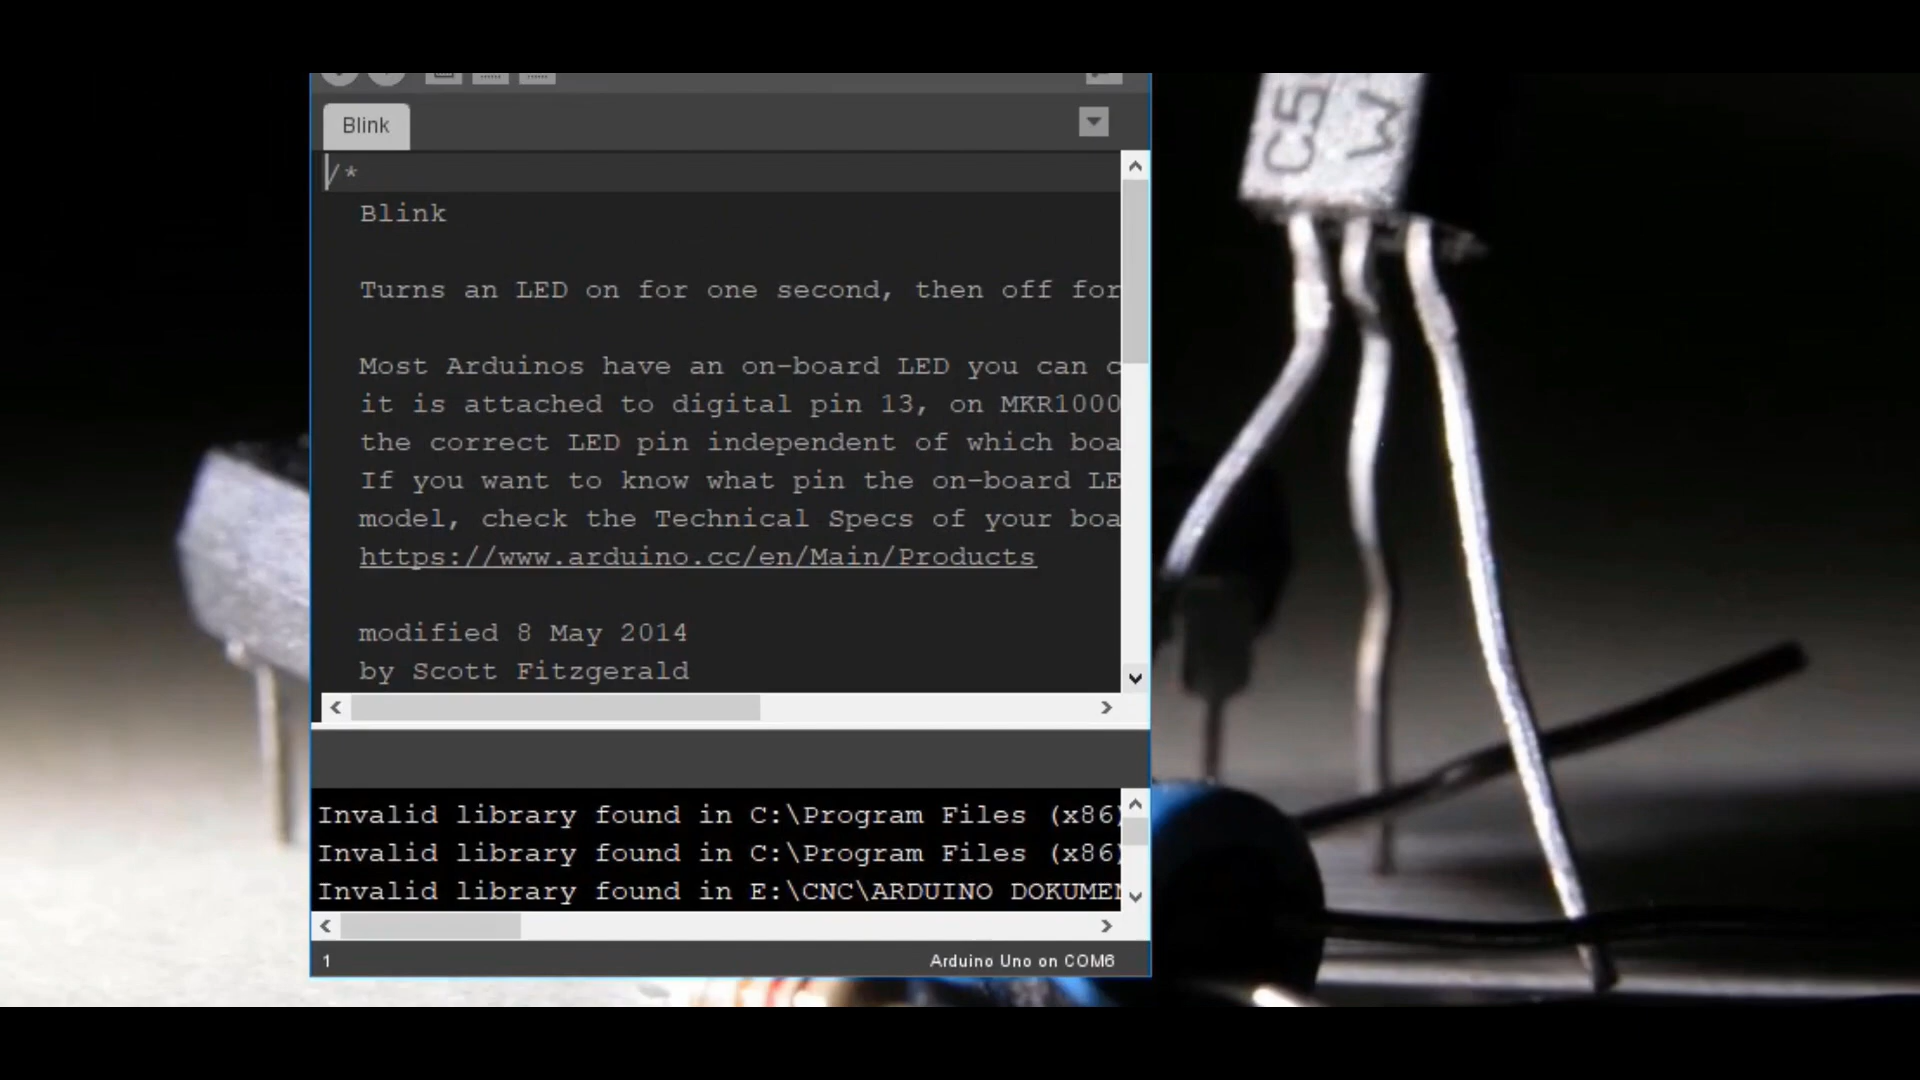 C5
W
Blink
/*
Blink
Turns an LED on for one second, then off for
Most Arduinos have an on-board LED you can c
it is attached to digital pin 13, on MKR1000
the correct LED pin independent of which boa
If you want to know what pin the on-board LE
model, check the Technical Specs of your boa
https://www.arduino.cc/en/Main/Products
modified 8 May 2014
by Scott Fitzgerald
Invalid library found in C:\Program Files (x86)
Invalid library found in C:\Program Files (x86)
Invalid library found in E:\CNC\ARDUINO DOKUMEN
1
Arduino Uno on COM6